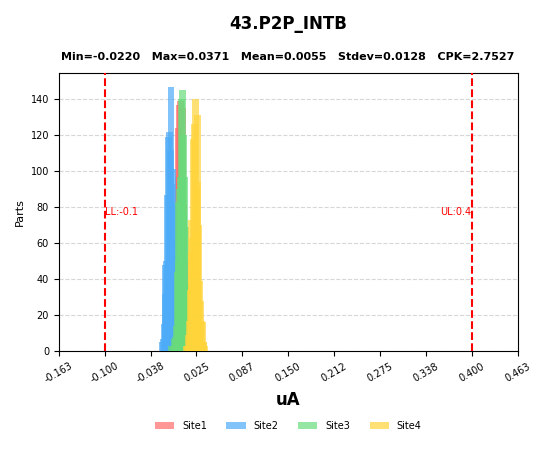 43.P2P_INTB
Min=-0.0220 Max=0.0371 Mean=0.0055 Stdev=0.0128 CPK=2.7527
140
120
100
80
60
40
20
0
Parts
LL:-0.1
UL:0.4
-0.163 -0.100 -0.038 0.025 0.087 0.150 0.212 0.275 0.338 0.400 0.463
uA
Site1 Site2 Site3 Site4